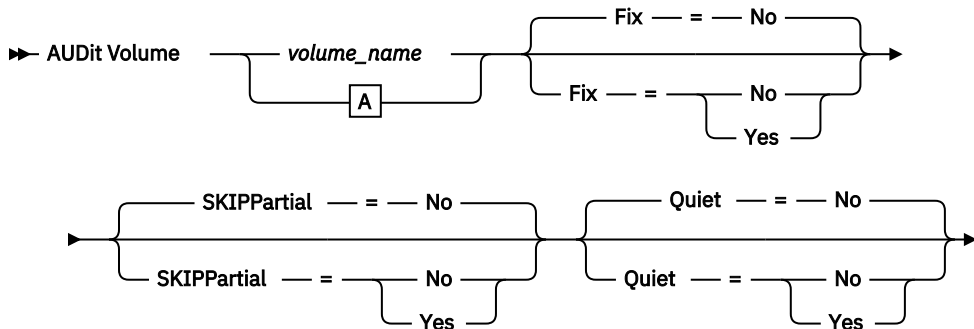 Fix = No
AUDit Volume volume_name
A
Fix = No
Yes
SKIPPartial = No Quiet = No
SKIPPartial = No Quiet = No
Yes Yes